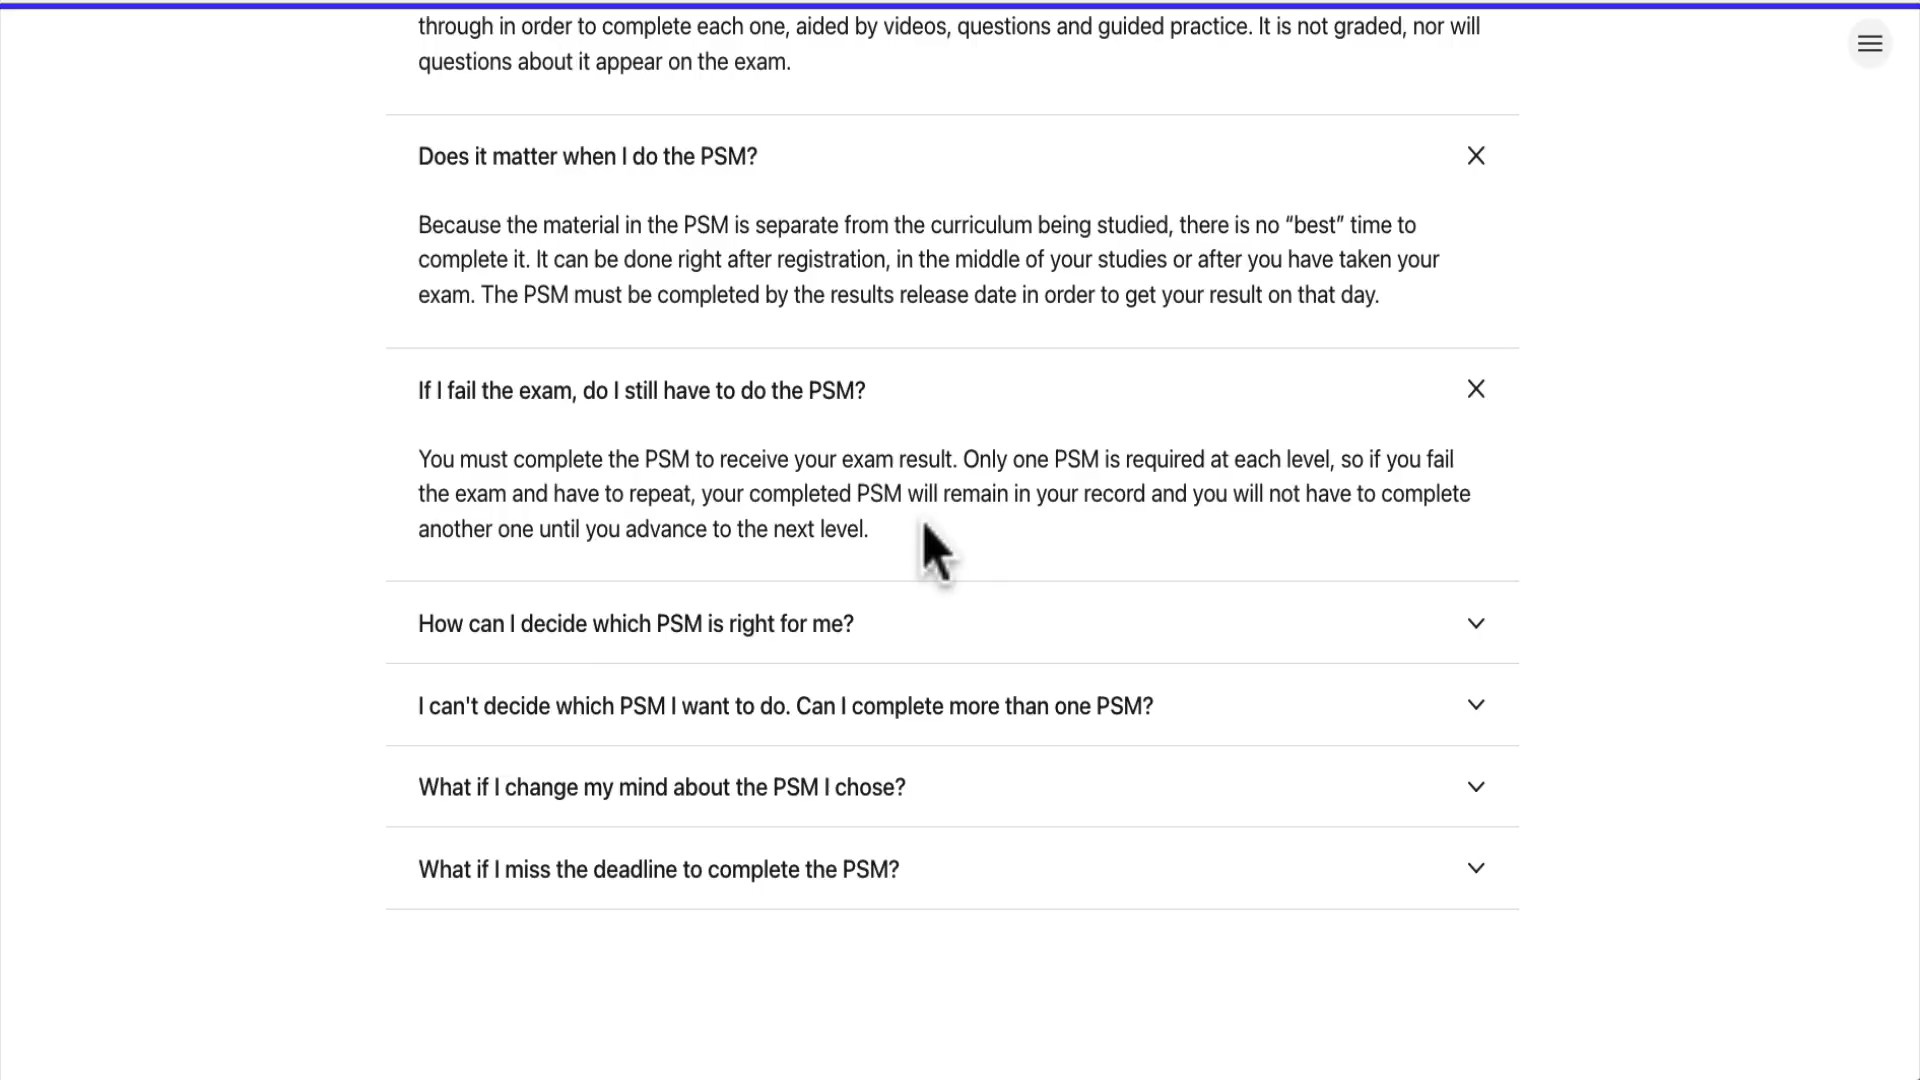 through in order to complete each one, aided by videos, questions and guided practice. It is not graded, nor will
questions about it appear on the exam.
Does it matter when I do the PSM?
Because the material in the PSM is separate from the curriculum being studied, there is no “best” time to
complete it. It can be done right after registration, in the middle of your studies or after you have taken your
exam. The PSM must be completed by the results release date in order to get your result on that day.
If I fail the exam, do I still have to do the PSM?
You must complete the PSM to receive your exam result. Only one PSM is required at each level, so if you fail
the exam and have to repeat, your completed PSM will remain in your record and you will not have to complete
another one until you advance to the next level.
How can I decide which PSM is right for me?
I can't decide which PSM I want to do. Can I complete more than one PSM?
What if I change my mind about the PSM I chose?
What if I miss the deadline to complete the PSM?